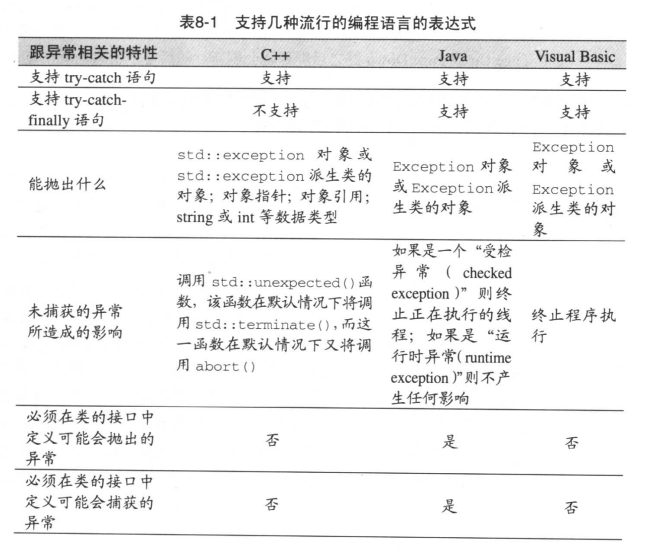 表8-1 支持几种流行的编程语言的表达式
跟异常相关的特性 C++ Java Visual Basic
支持 try-catch 语句 支持 支持 支持
支持 try-catch-
finally 语句
不支持 支持 支持
能抛出什么
std::exception 对象或
std::exception 派生类的
对象；对象指针；对象引用；
string 或 int 等数据类型
Exception 对象
或 Exception 派
生类的对象
Exception
对象或
Exception
派生类的对
象
未捕获的异常
所造成的影响
调用 std::unexpected()函
数，该函数在默认情况下将调
用 std::terminate()，而这
一函数在默认情况下又将调
用 abort()
如果是一个“受检
异常（checked
exception）”则终
止正在执行的线
程；如果是“运
行时异常（runtime
exception）”则不产
生任何影响
终止程序执
行
必须在类的接口中
定义可能会抛出的
异常
否 是 否
必须在类的接口中
定义可能会捕获的
异常
否 是 否